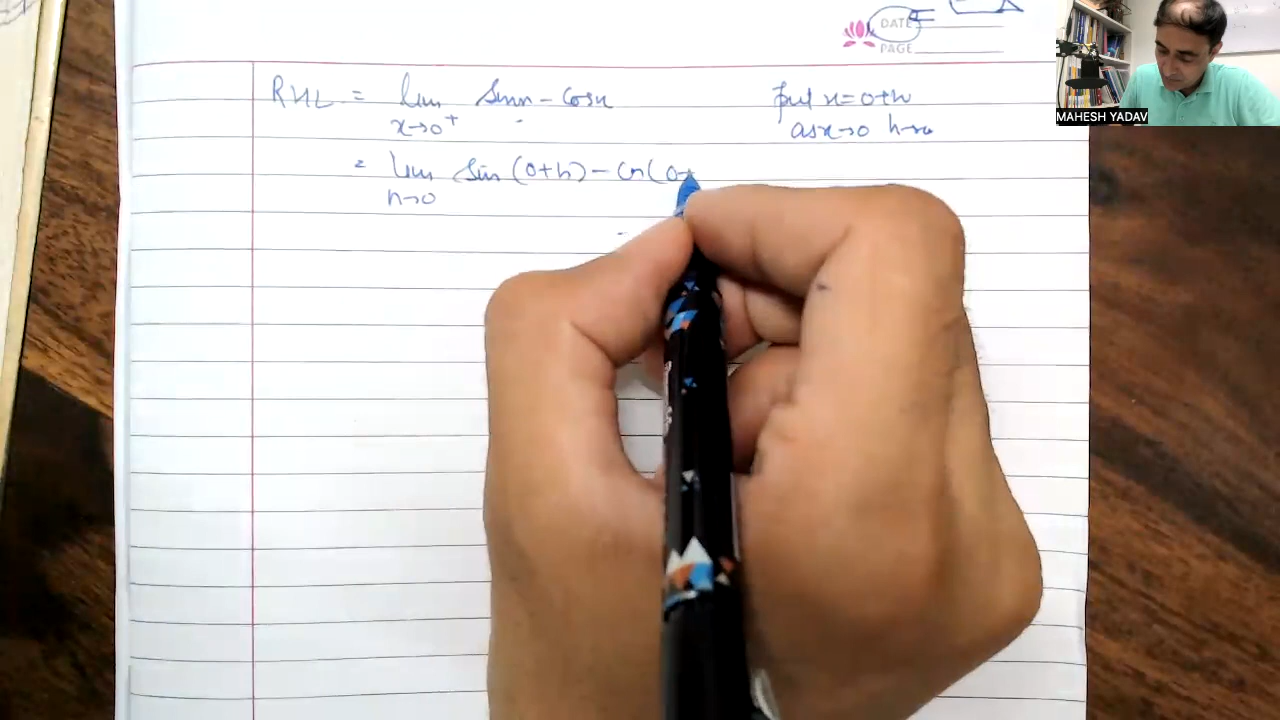 DATE
PAGE
MAHESH YADAV
RHL = lim sinx - cosx put x=0+h
x→0+ as x→0 h→0
= lim sin (0+h) - cos(0+
h→0